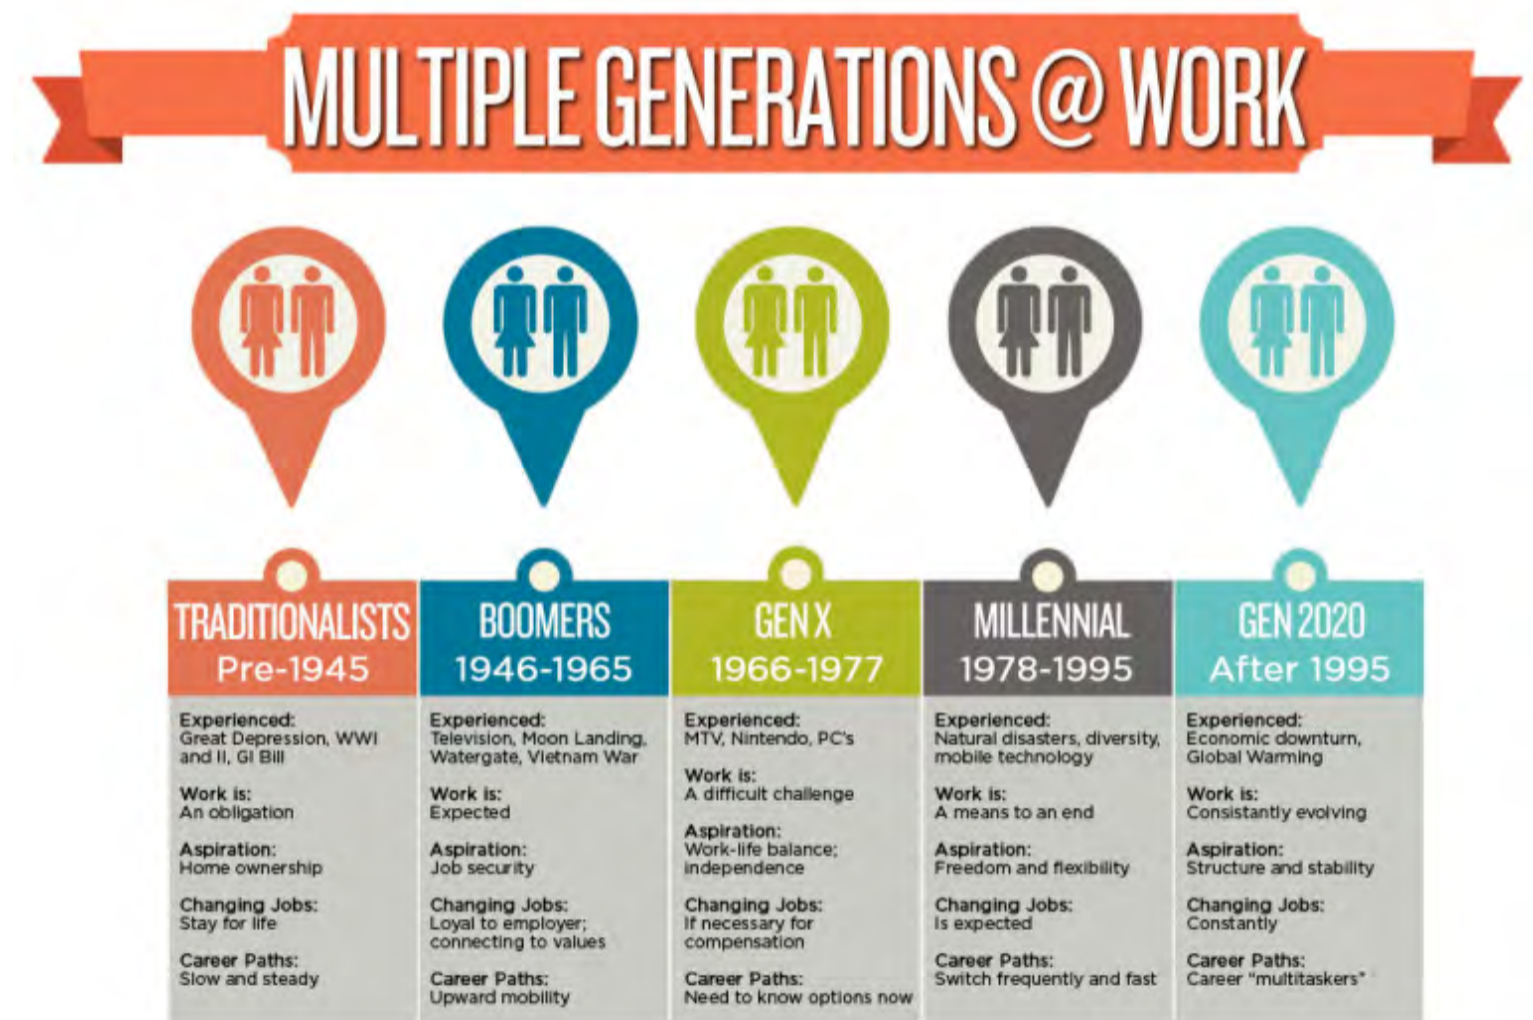 MULTIPLE GENERATIONS @ WORK
TRADITIONALISTS
Pre-1945
Experienced:
Great Depression, WWI
and II, GI Bill
Work is:
An obligation
Aspiration:
Home ownership
Changing Jobs:
Stay for life
Career Paths:
Slow and steady
BOOMERS
1946-1965
Experienced:
Television, Moon Landing,
Watergate, Vietnam War
Work is:
Expected
Aspiration:
Job security
Changing Jobs:
Loyal to employer;
connecting to values
Career Paths:
Upward mobility
GEN X
1966-1977
Experienced:
MTV, Nintendo, PC's
Work is:
A difficult challenge
Aspiration:
Work-life balance;
independence
Changing Jobs:
If necessary for
compensation
Career Paths:
Need to know options now
MILLENNIAL
1978-1995
Experienced:
Natural disasters, diversity,
mobile technology
Work is:
A means to an end
Aspiration:
Freedom and flexibility
Changing Jobs:
Is expected
Career Paths:
Switch frequently and fast
GEN 2020
After 1995
Experienced:
Economic downturn,
Global Warming
Work is:
Consistantly evolving
Aspiration:
Structure and stability
Changing Jobs:
Constantly
Career Paths:
Career "multitaskers"